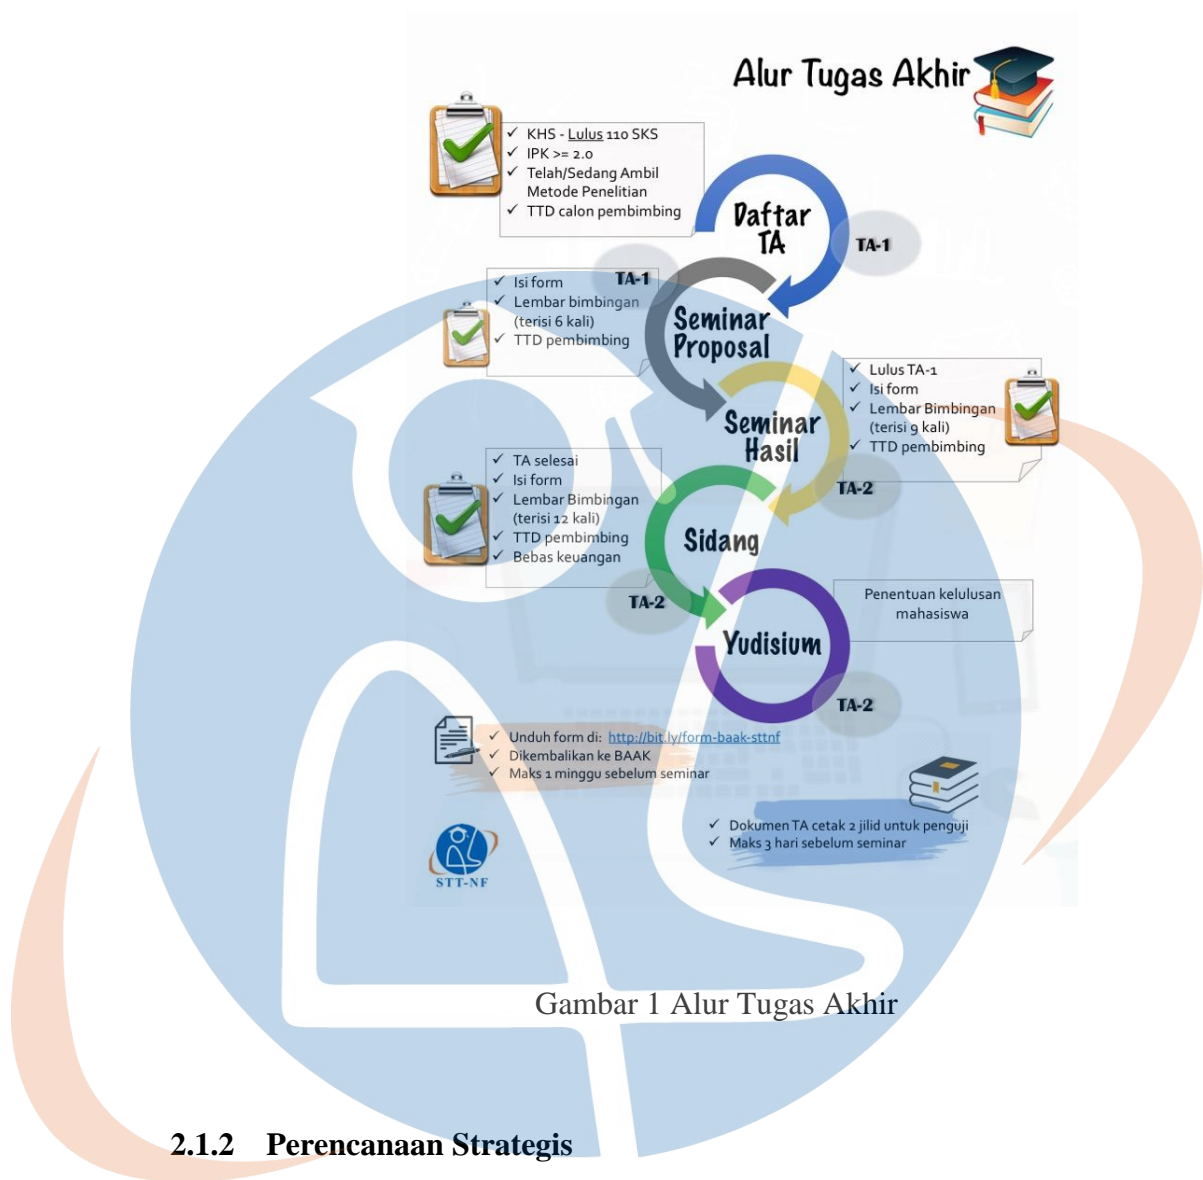 Alur Tugas Akhir
✓ KHS - Lulus 110 SKS
✓ IPK >= 2.0
✓ Telah/Sedang Ambil
Metode Penelitian
✓ TTD calon pembimbing
Daftar
TA
TA-1
✓ Isi form
✓ Lembar bimbingan
(terisi 6 kali)
✓ TTD pembimbing
TA-1
Seminar
Proposal
✓ Lulus TA-1
✓ Isi form
✓ Lembar Bimbingan
(terisi 9 kali)
✓ TTD pembimbing
Seminar
Hasil
TA-2
✓ TA selesai
✓ Isi form
✓ Lembar Bimbingan
(terisi 12 kali)
✓ TTD pembimbing
✓ Bebas keuangan
Sidang
TA-2
Penentuan kelulusan
mahasiswa
Yudisium
TA-2
✓ Unduh form di: http://bit.ly/form-baak-sttnf
✓ Dikembalikan ke BAAK
✓ Maks 1 minggu sebelum seminar
✓ Dokumen TA cetak 2 jilid untuk penguji
✓ Maks 3 hari sebelum seminar
STT-NF
Gambar 1 Alur Tugas Akhir
2.1.2 Perencanaan Strategis